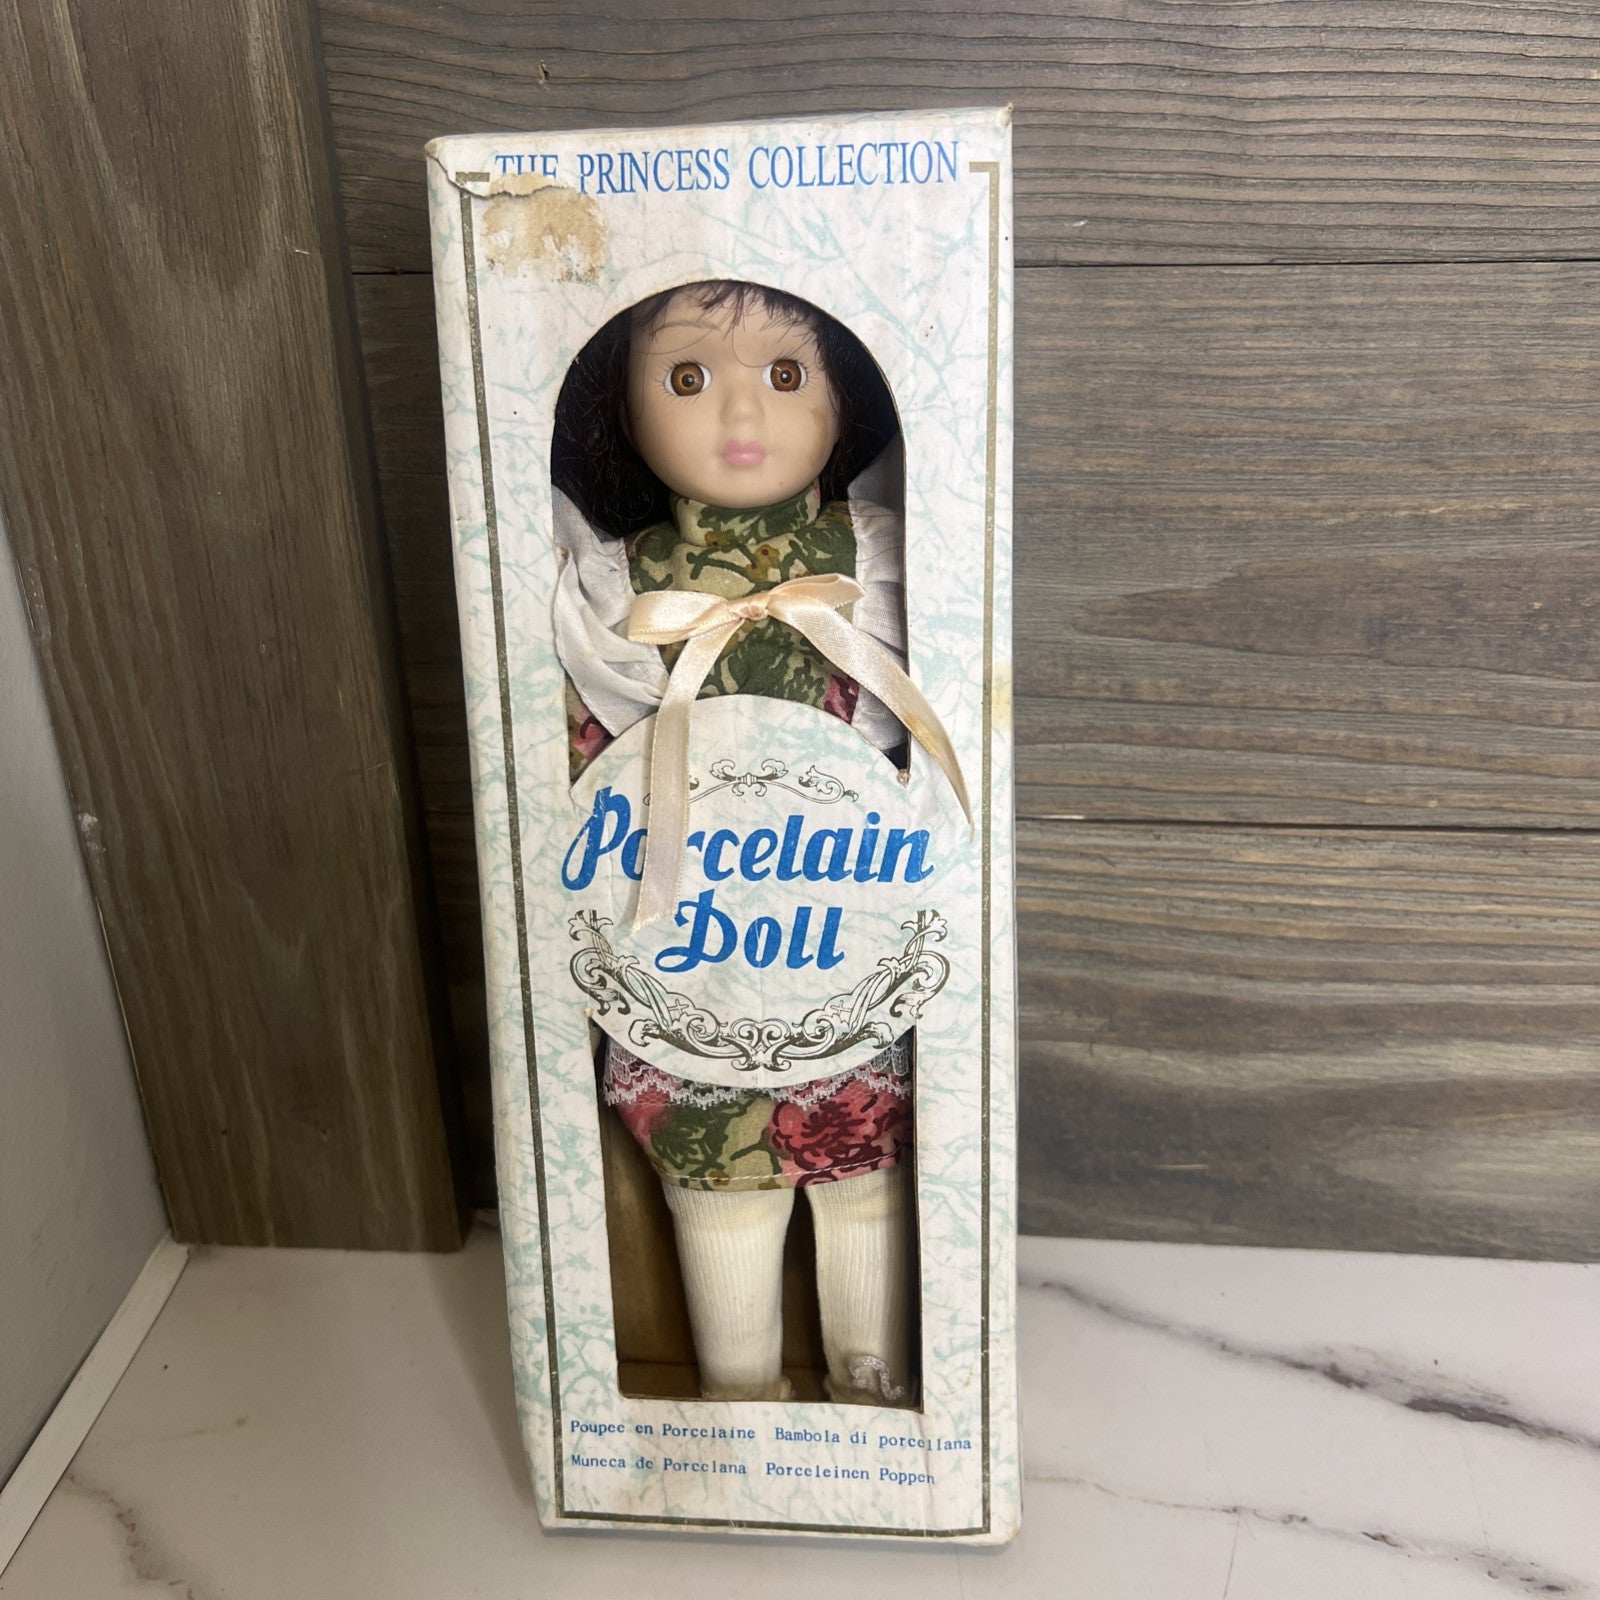 THE PRINCESS COLLECTION
Porcelain
Doll
Poupee en Porcelaine Bambola di porcellana
Muneca de Porcelana Porceleinen Poppen